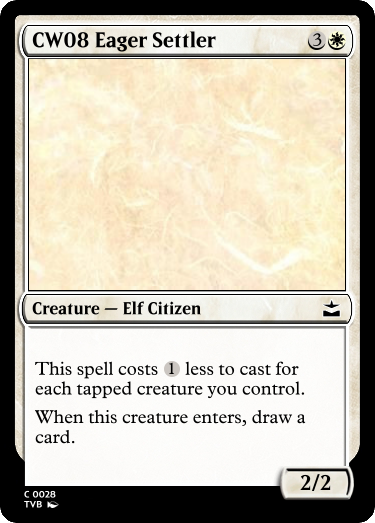 CW08 Eager Settler 3
Creature — Elf Citizen
This spell costs 1 less to cast for
each tapped creature you control.
When this creature enters, draw a
card.
2/2
C 0028
TVB